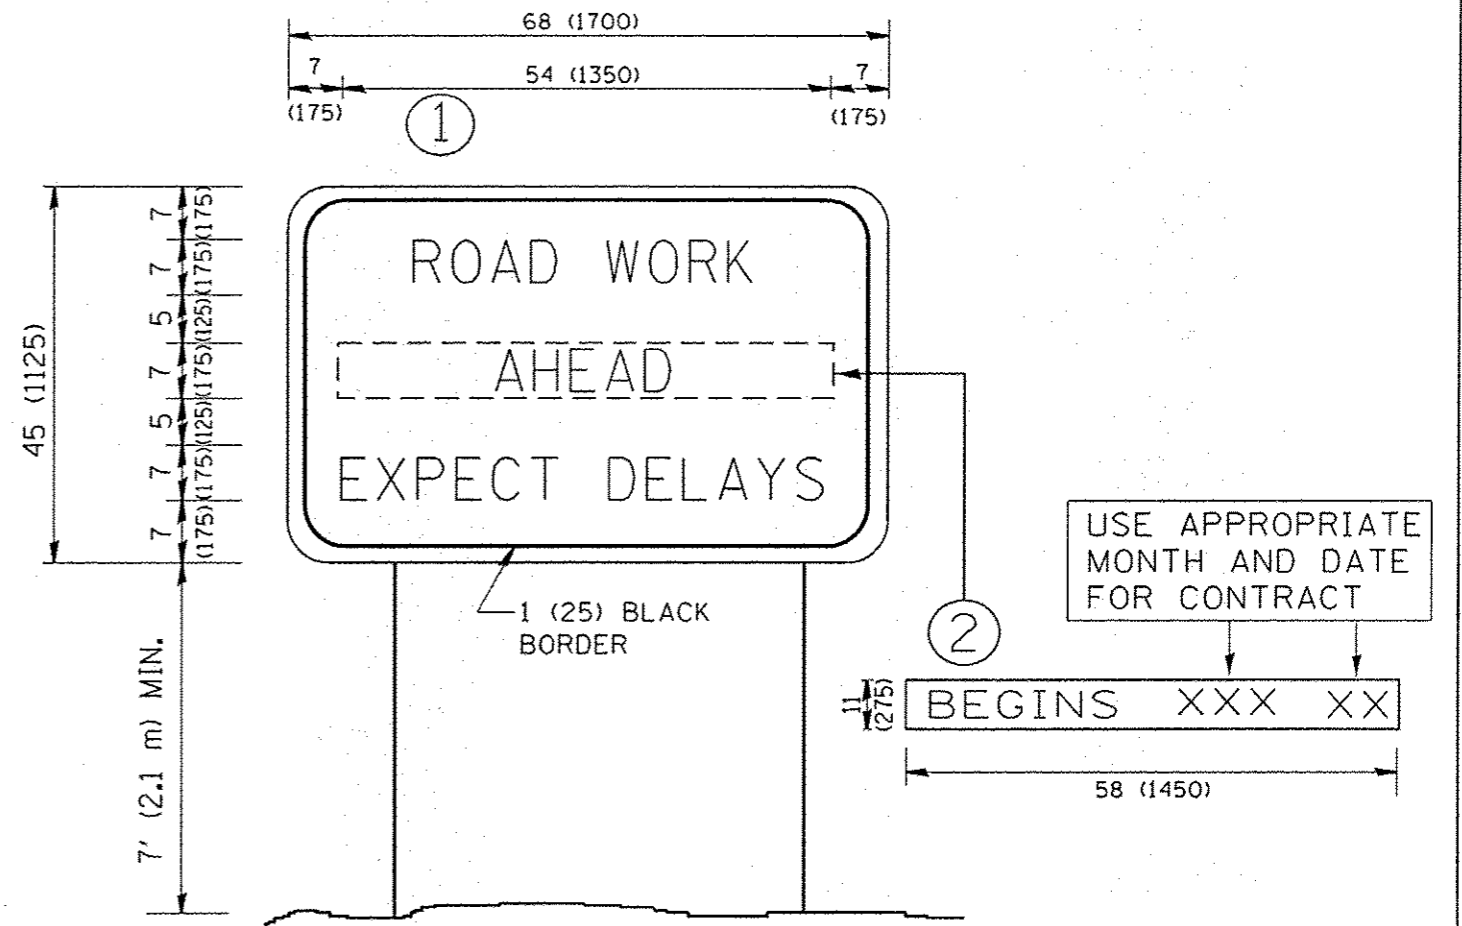 68 (1700)
7 54 (1350) 7
(175) (175)
1
ROAD WORK
AHEAD
EXPECT DELAYS
45 (1125)
7 (175)
7 (175)
5 (125)
7 (175)
5 (125)
7 (175)
7 (175)
7' (2.1 m) MIN.
1 (25) BLACK
BORDER
USE APPROPRIATE
MONTH AND DATE
FOR CONTRACT
2
11
(275)
BEGINS XXX XX
58 (1450)